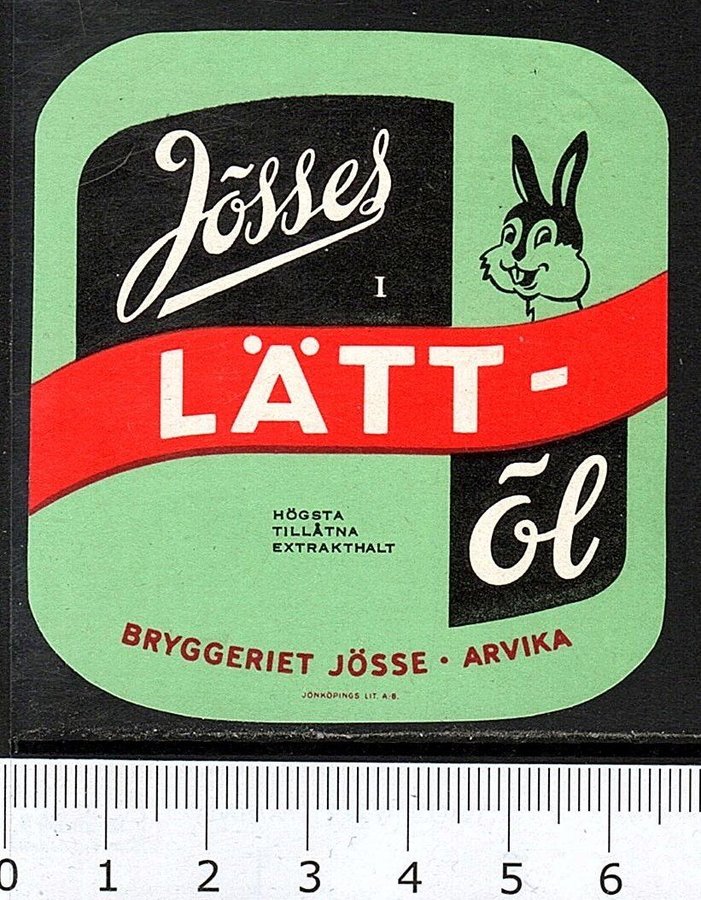 Jösses
I
LÄTT-
öl
HÖGSTA
TILLÅTNA
EXTRAKTHALT
BRYGGERIET JÖSSE • ARVIKA
JÖNKÖPINGS LIT. A.-B.
0 1 2 3 4 5 6